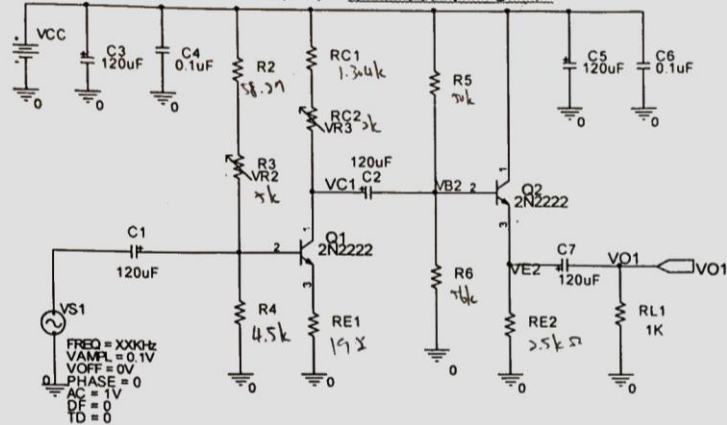 VCC
C3
120uF
C4
0.1uF
R2
RC1
RC2
VR3
R3
VR2
5k
R5
C5
120uF
C6
0.1uF
120uF
VC1
C2
VB2
2
1
Q2
2N2222
3
C1
120uF
2
1
Q1
2N2222
3
VE2
C7
120uF
VO1
VO1
VS1
R4
4.5k
RE1
R6
RE2
RL1
1K
FREQ = XXKHz
VAMPL = 0.1V
VOFF = 0V
PHASE = 0
AC = 1V
DF = 0
TD = 0
0
0
0
0
0
0
0
0
0
0
0